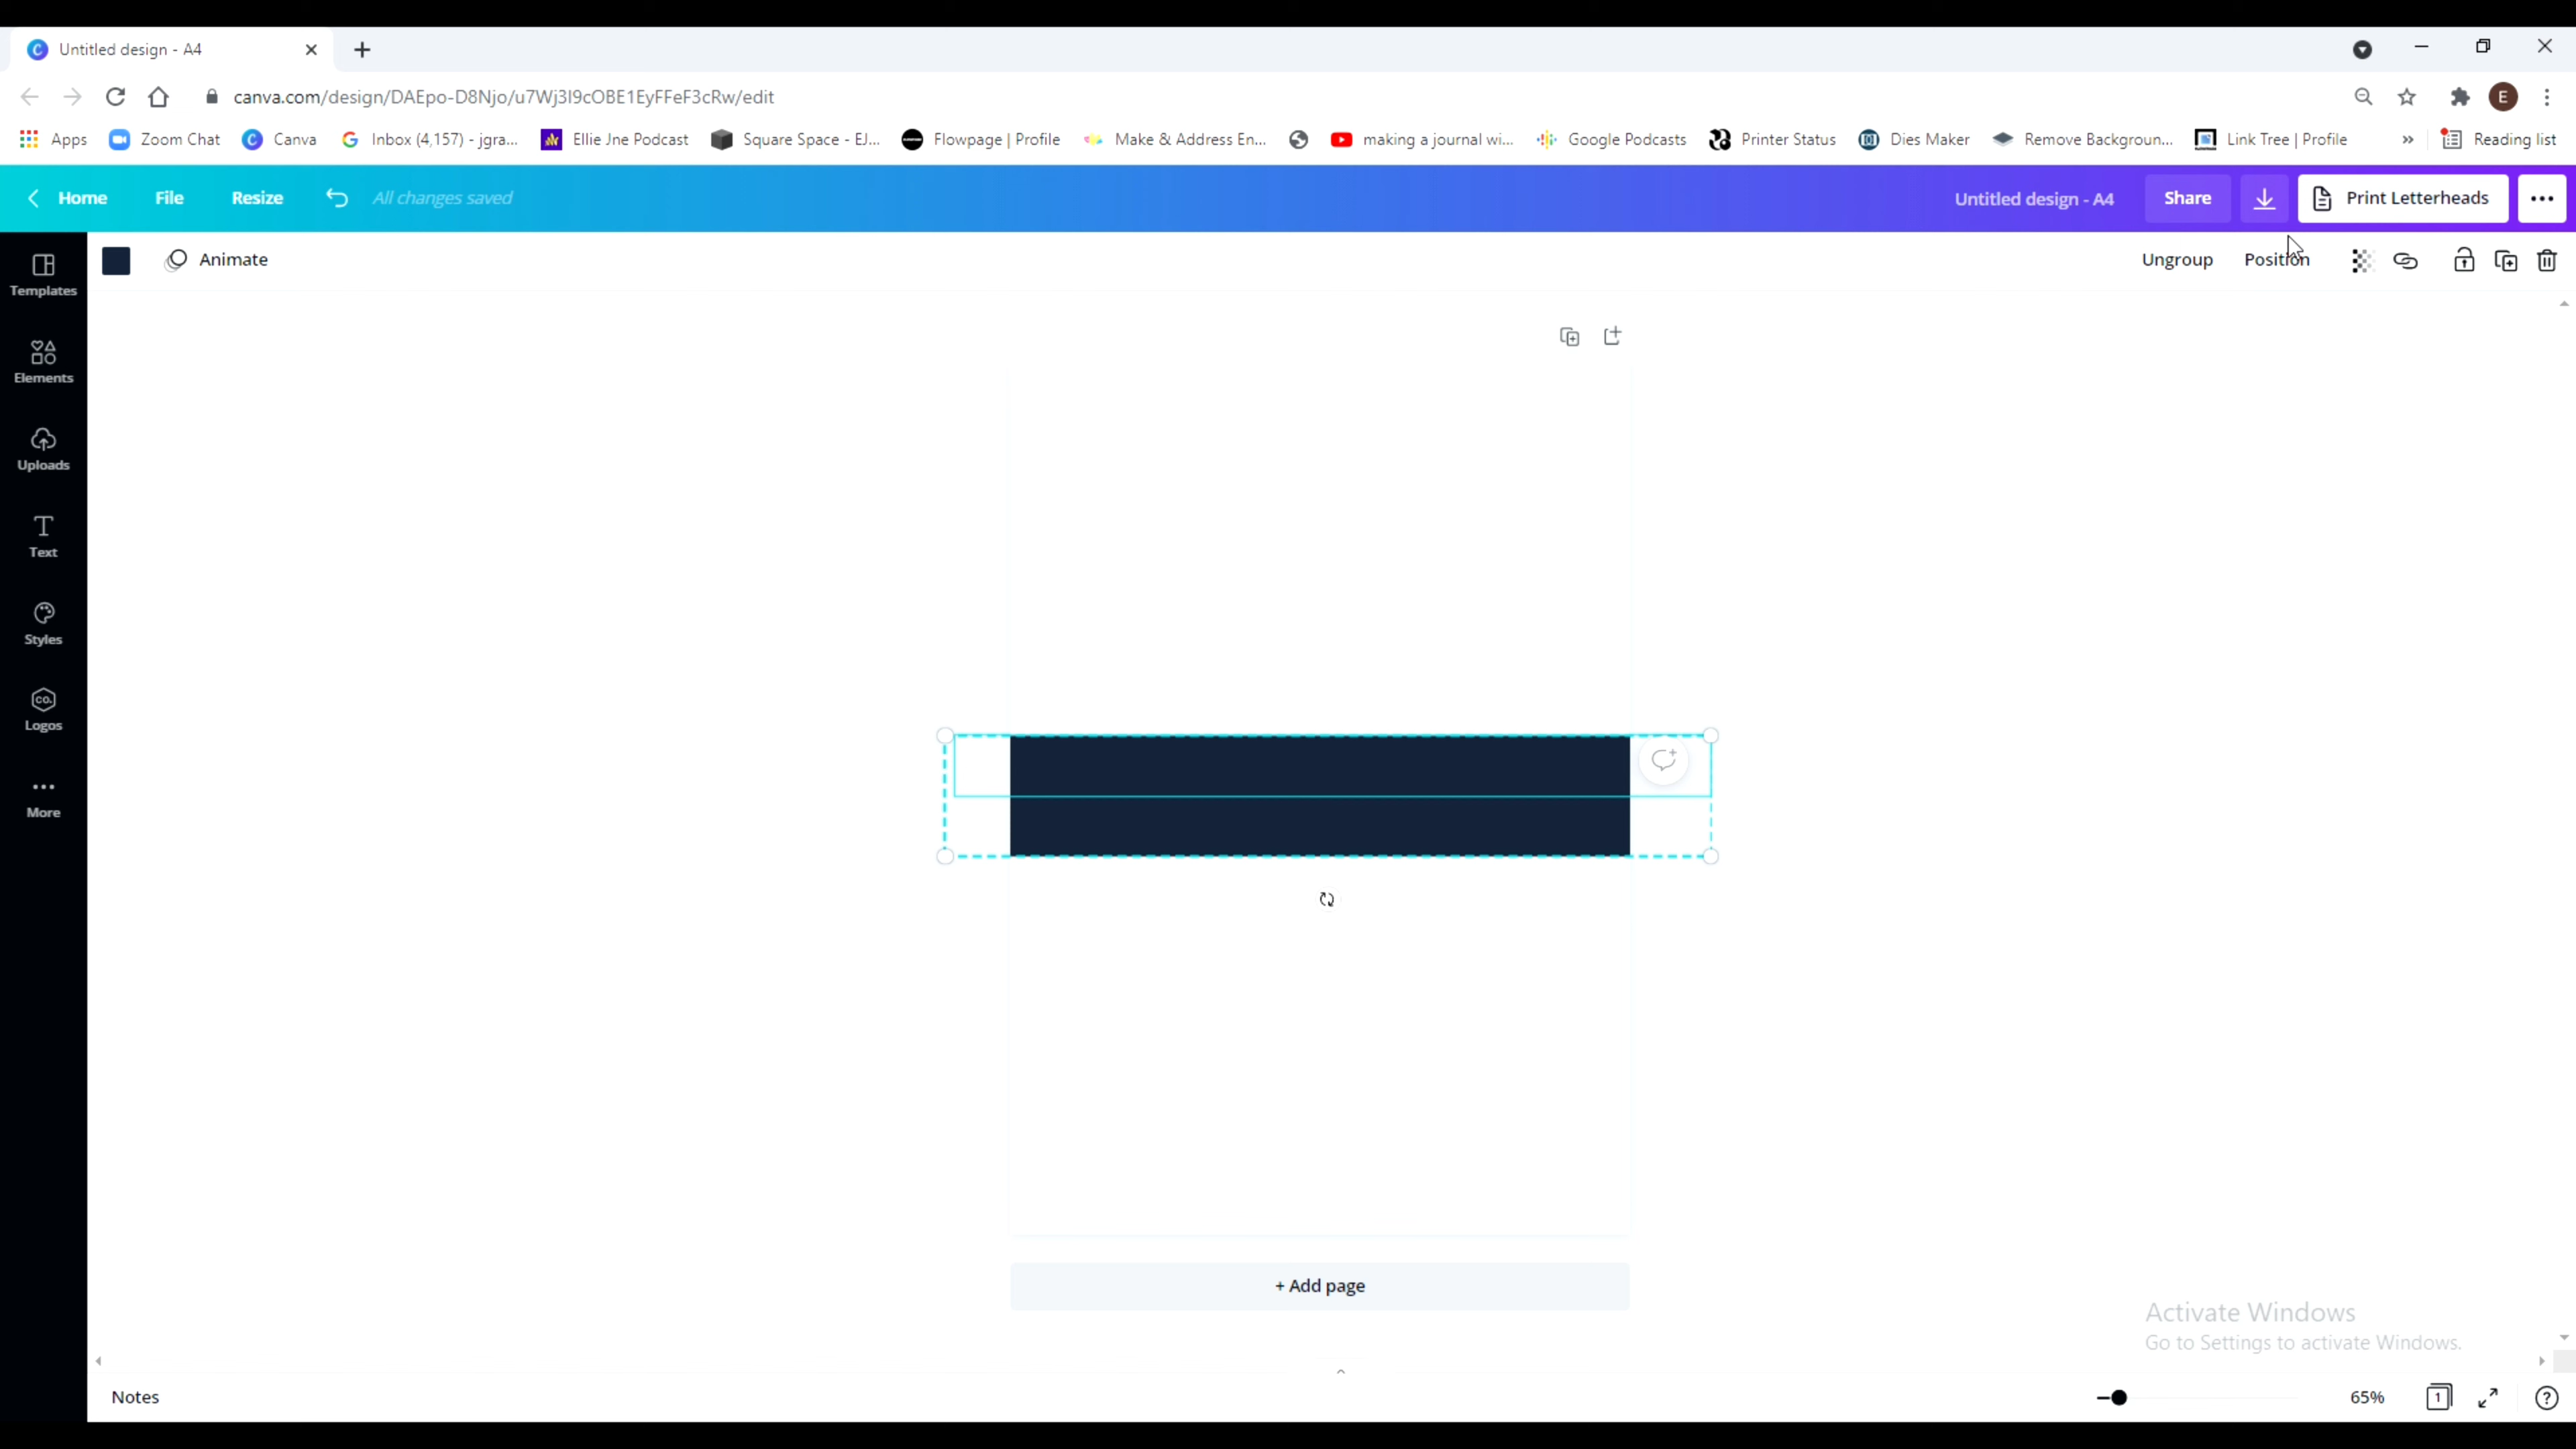 Untitled design - A4
canva.com/design/DAEpo-D8Njo/u7Wj3I9cOBE1EyFFeF3cRw/edit
E
Apps Zoom Chat Canva Inbox (4,157) - jgra... Ellie Jne Podcast Square Space - EJ... Flowpage | Profile Make & Address En... making a journal wi... Google Podcasts Printer Status Dies Maker Remove Backgroun... Link Tree | Profile » Reading list
Home File Resize All changes saved Untitled design - A4 Share Print Letterheads
Animate Ungroup Position
Templates
Elements
Uploads
Text
Styles
CO.
Logos
More
+ Add page
Activate Windows
Go to Settings to activate Windows.
Notes 65% 1